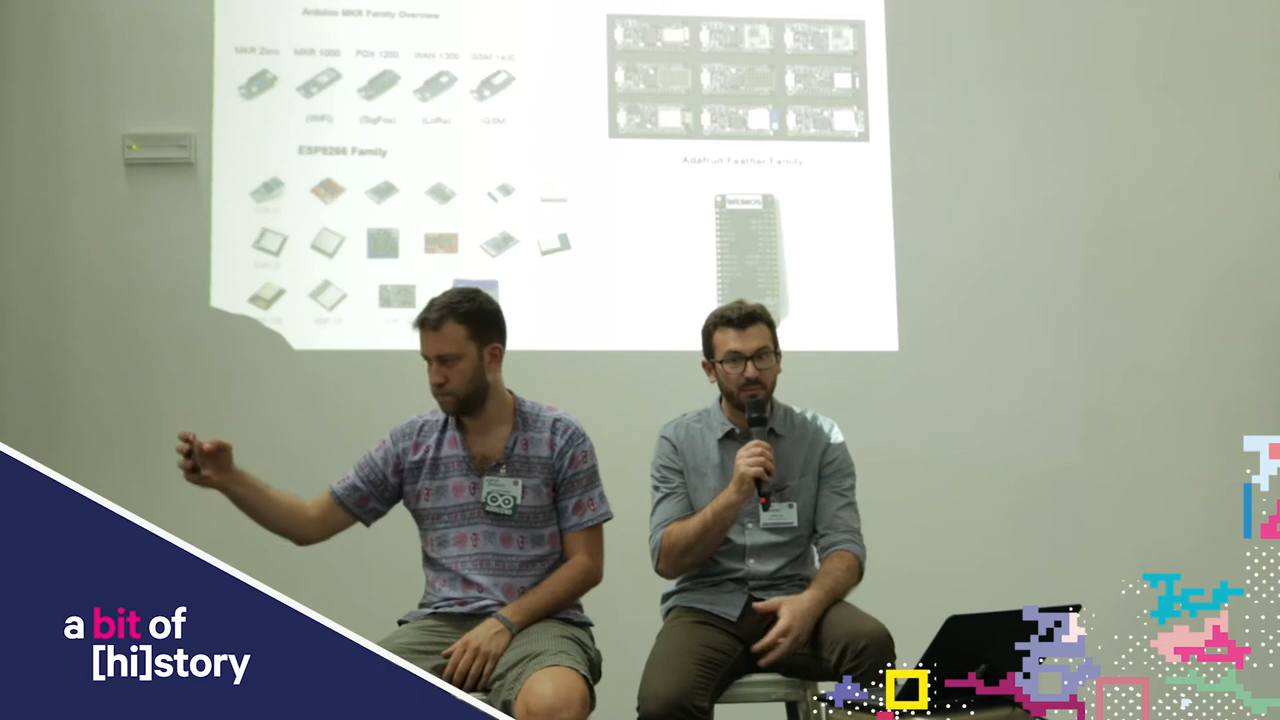 Arduino MKR Family Overview
MKR Zero MKR 1000 FOX 1200 WAN 1300 GSM 1400
(WiFi) (SigFox) (LoRa) (GSM)
ESP8266 Family
Adafruit Feather Family
WEMOS
a bit of
[hi]story